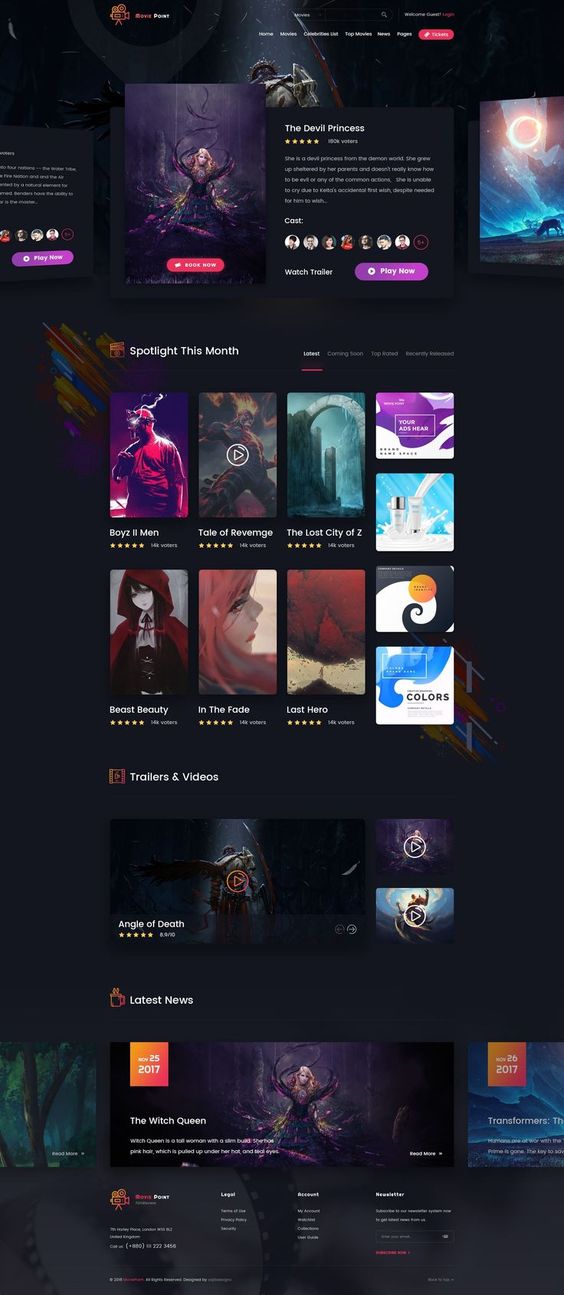 Movie Point
Movies
Welcome Guest! Login
Home Movies Celebrities List Top Movies News Pages Tickets
The Devil Princess
180k voters
She is a devil princess from the demon world. She grew
up sheltered by her parents and doesn't really know how
to be evil or any of the common actions. She is unable
to cry due to Keita's accidental first wish, despite needed
for him to wish...
Cast:
5+
Watch Trailer
Play Now
BOOK NOW
voters
nto four nations —- the Water Tribe,
e Fire Nation and and the Air
ented by a natural element for
amed. Benders have the ability to
ar is the master...
Play Now
Spotlight This Month
Latest Coming Soon Top Rated Recently Released
YOUR
ADS HEAR
BRAND
NAMZ SPACE
Boyz II Men
14k voters
Tale of Revemge
14k voters
The Lost City of Z
14k voters
Beast Beauty
14k voters
In The Fade
14k voters
Last Hero
14k voters
COLORS
Trailers & Videos
Angle of Death
8.9/10
Latest News
Read More »
NOV 25
2017
The Witch Queen
Witch Queen is a tall woman with a slim build. She has
pink hair, which is pulled up under her hat, and teal eyes.
Read More »
NOV 26
2017
Transformers: Th
Humans are at war with the
Prime is gone. The key to sav
Movie Point
7th Harley Place, London W1G 8LZ
United Kingdom
Call us: (+880) 111 222 3456
Legal
Terms of Use
Privacy Policy
Security
Account
My Account
Watchlist
Collections
User Guide
Newsletter
Subscribe to our newsletter system now
to get latest news from us.
Enter your email..
SUBSCRIBE NOW
Back to top